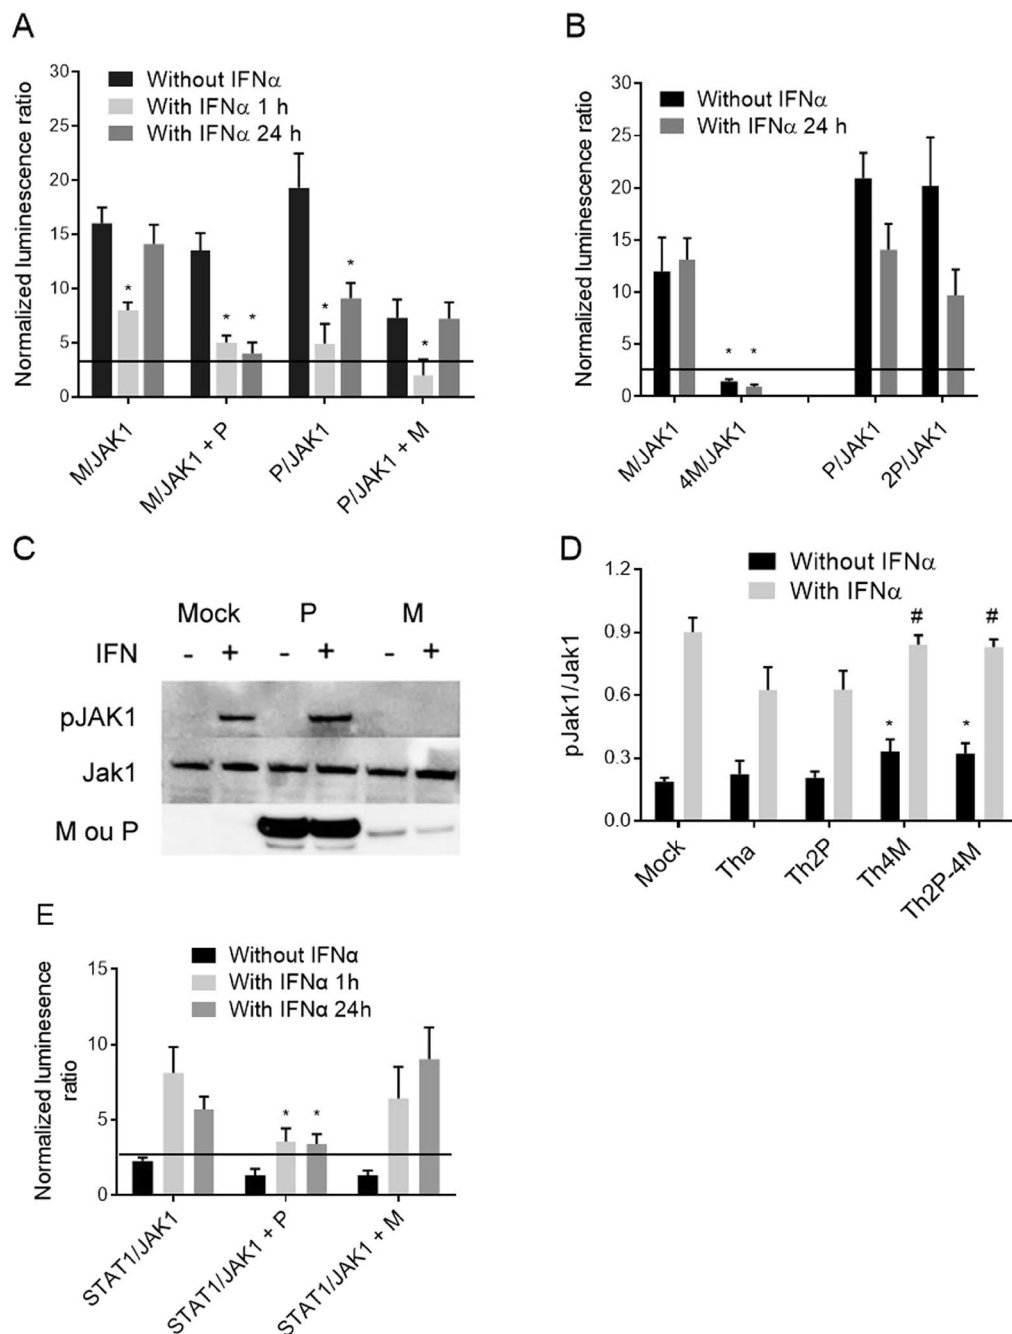 A
Without IFNα
With IFNα 1 h
With IFNα 24 h
Normalized luminescence ratio
30
25
20
15
10
5
0
*
* *
* *
*
M/JAK1
M/JAK1 + P
P/JAK1
P/JAK1 + M
B
Without IFNα
With IFNα 24 h
Normalized luminescence ratio
30
25
20
15
10
5
0
* *
M/JAK1
4M/JAK1
P/JAK1
2P/JAK1
C
Mock P M
IFN - + - + - +
pJAK1
Jak1
M ou P
D
Without IFNα
With IFNα
pJak1/Jak1
1.2
0.9
0.6
0.3
0.0
# #
* *
Mock
Tha
Th2P
Th4M
Th2P-4M
E
Without IFNα
With IFNα 1h
With IFNα 24h
Normalized luminesence
ratio
15
10
5
0
* *
STAT1/JAK1
STAT1/JAK1 + P
STAT1/JAK1 + M